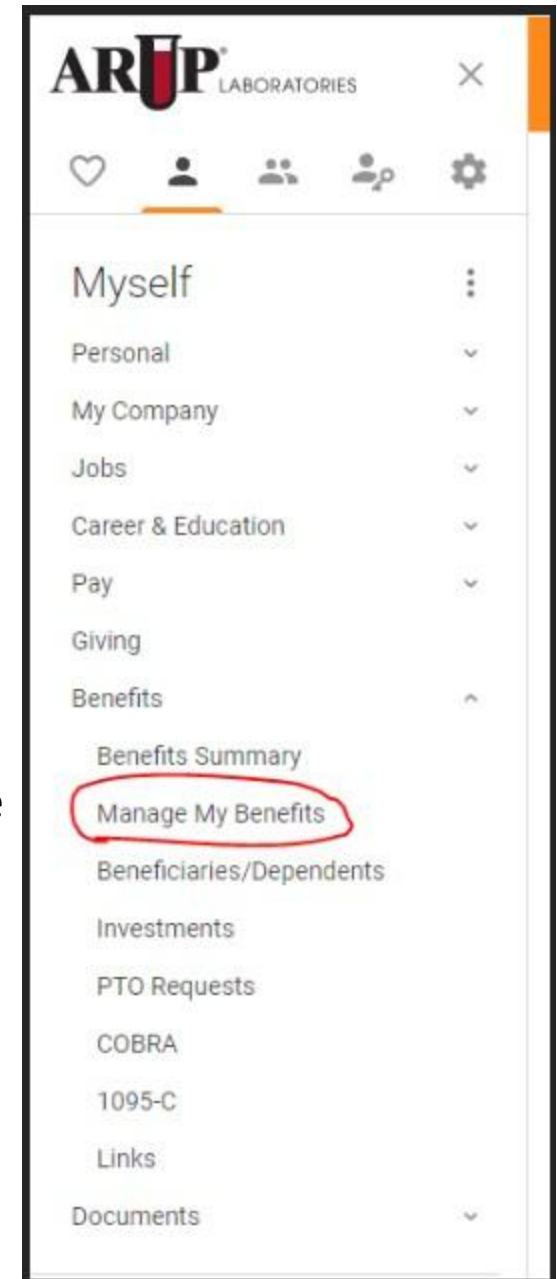 ARUP LABORATORIES
Myself
Personal
My Company
Jobs
Career & Education
Pay
Giving
Benefits
Benefits Summary
Manage My Benefits
Beneficiaries/Dependents
Investments
PTO Requests
COBRA
1095-C
Links
Documents